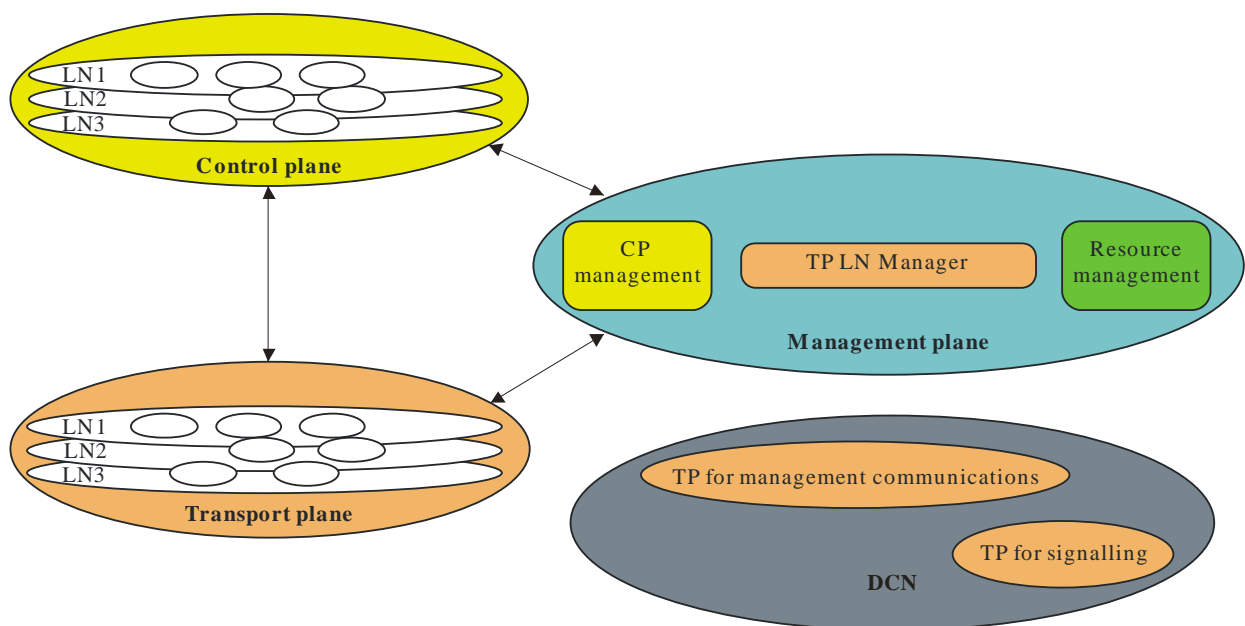 LN1
LN2
LN3
Control plane
CP
management
TP LN Manager
Resource
management
Management plane
LN1
LN2
LN3
Transport plane
TP for management communications
TP for signalling
DCN